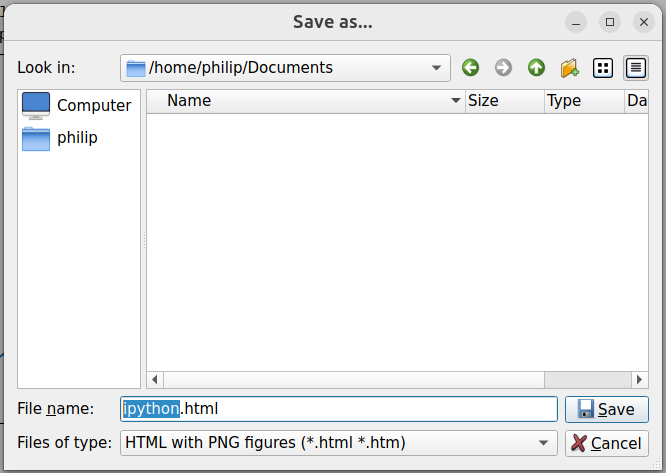 Save as...
Look in: /home/philip/Documents
Computer
philip
Name Size Type Da
File name: ipython.html Save
Files of type: HTML with PNG figures (*.html *.htm) Cancel